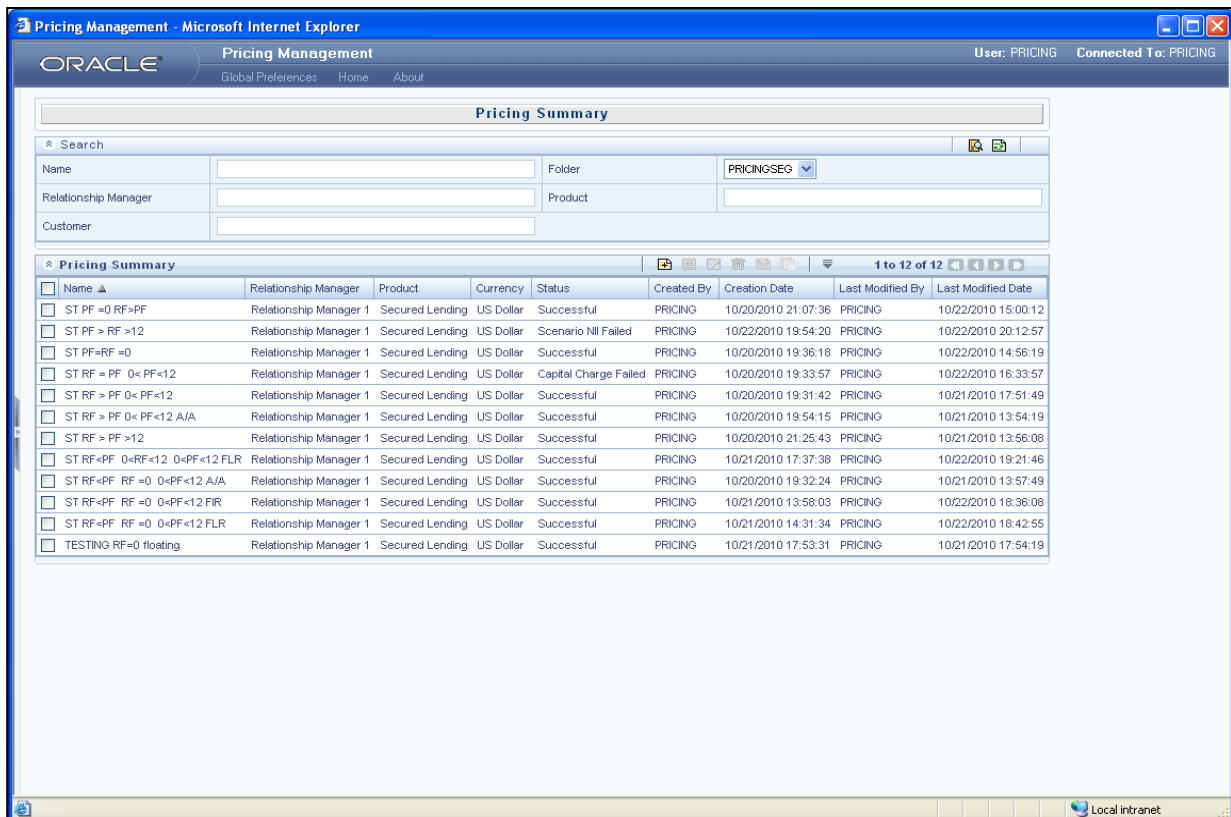 Pricing Management - Microsoft Internet Explorer
ORACLE Pricing Management User: PRICING Connected To: PRICING
Global Preferences Home About
Pricing Summary
Search
Name Folder PRICINGSEG
Relationship Manager Product
Customer
Pricing Summary 1 to 12 of 12
Name Relationship Manager Product Currency Status Created By Creation Date Last Modified By Last Modified Date
ST PF =0 RF>PF Relationship Manager 1 Secured Lending US Dollar Successful PRICING 10/20/2010 21:07:36 PRICING 10/22/2010 15:00:12
ST PF > RF >12 Relationship Manager 1 Secured Lending US Dollar Scenario NII Failed PRICING 10/22/2010 19:54:20 PRICING 10/22/2010 20:12:57
ST PF=RF =0 Relationship Manager 1 Secured Lending US Dollar Successful PRICING 10/20/2010 19:36:18 PRICING 10/22/2010 14:56:19
ST RF = PF 0< PF<12 Relationship Manager 1 Secured Lending US Dollar Capital Charge Failed PRICING 10/20/2010 19:33:57 PRICING 10/22/2010 16:33:57
ST RF > PF 0< PF<12 Relationship Manager 1 Secured Lending US Dollar Successful PRICING 10/20/2010 19:31:42 PRICING 10/21/2010 17:51:49
ST RF > PF 0< PF<12 A/A Relationship Manager 1 Secured Lending US Dollar Successful PRICING 10/20/2010 19:54:15 PRICING 10/21/2010 13:54:19
ST RF > PF >12 Relationship Manager 1 Secured Lending US Dollar Successful PRICING 10/20/2010 21:25:43 PRICING 10/21/2010 13:56:08
ST RF<PF 0<RF<12 0<PF<12 FLR Relationship Manager 1 Secured Lending US Dollar Successful PRICING 10/21/2010 17:37:38 PRICING 10/22/2010 19:21:46
ST RF<PF RF =0 0<PF<12 A/A Relationship Manager 1 Secured Lending US Dollar Successful PRICING 10/20/2010 19:32:24 PRICING 10/21/2010 13:57:49
ST RF<PF RF =0 0<PF<12 FIR Relationship Manager 1 Secured Lending US Dollar Successful PRICING 10/21/2010 13:58:03 PRICING 10/22/2010 18:36:08
ST RF<PF RF =0 0<PF<12 FLR Relationship Manager 1 Secured Lending US Dollar Successful PRICING 10/21/2010 14:31:34 PRICING 10/22/2010 18:42:55
TESTING RF=0 floating Relationship Manager 1 Secured Lending US Dollar Successful PRICING 10/21/2010 17:53:31 PRICING 10/21/2010 17:54:19
Local intranet